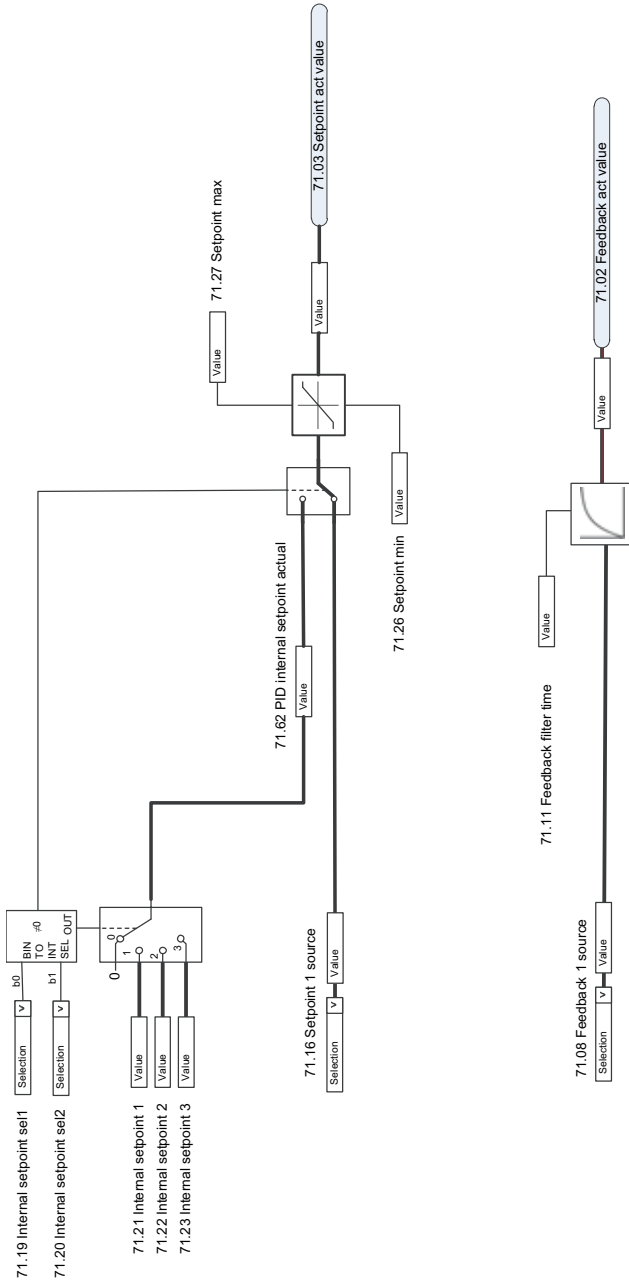 71.19 Internal setpoint sel1
Selection
v
b0
71.20 Internal setpoint sel2
Selection
v
b1
BIN
TO
INT
SEL
≠0
OUT
71.21 Internal setpoint 1
Value
71.22 Internal setpoint 2
Value
71.23 Internal setpoint 3
Value
0
0
1
2
3
71.62 PID internal setpoint actual
Value
71.16 Setpoint 1 source
Selection
v
Value
71.27 Setpoint max
Value
71.26 Setpoint min
Value
Value
71.03 Setpoint act value
71.11 Feedback filter time
Value
71.08 Feedback 1 source
Selection
v
Value
Value
71.02 Feedback act value